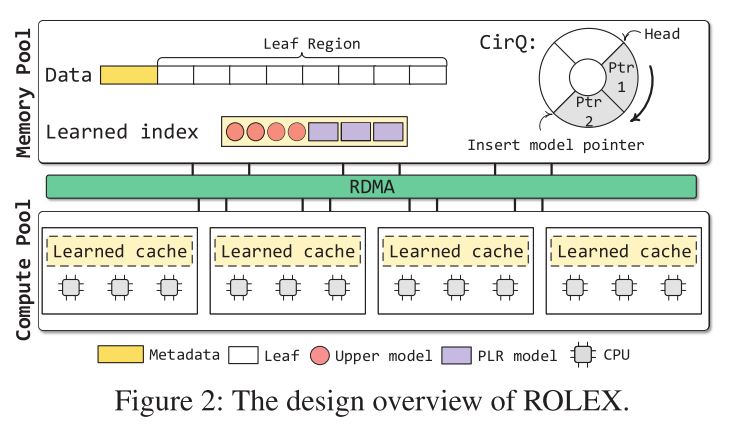 Memory Pool
Leaf Region
Data
CirQ:
Head
Ptr
1
Ptr
2
Learned index
Insert model pointer
RDMA
Compute Pool
Learned cache
Learned cache
Learned cache
Learned cache
Metadata
Leaf
Upper model
PLR model
CPU
Figure 2: The design overview of ROLEX.